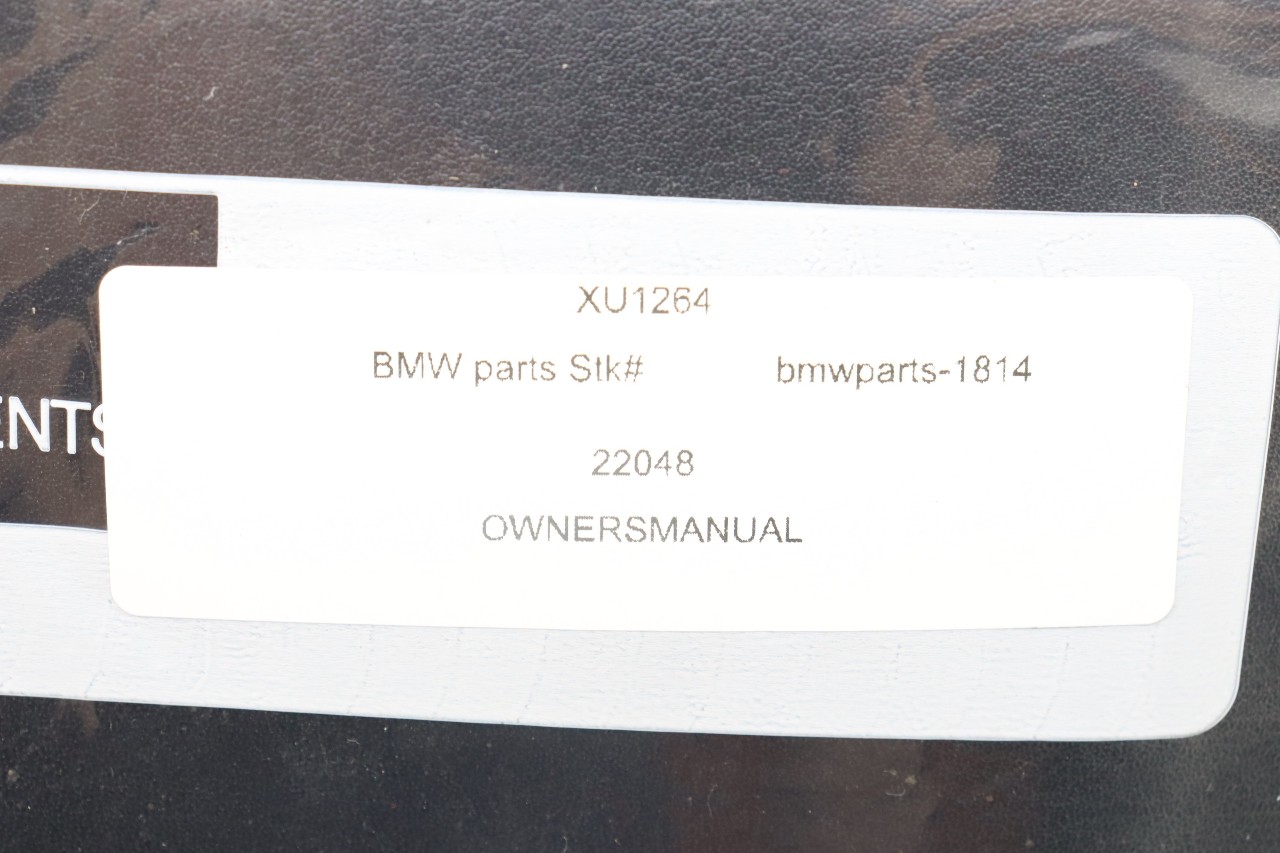 XU1264
BMW parts Stk# bmwparts-1814
ENTS
22048
OWNERSMANUAL